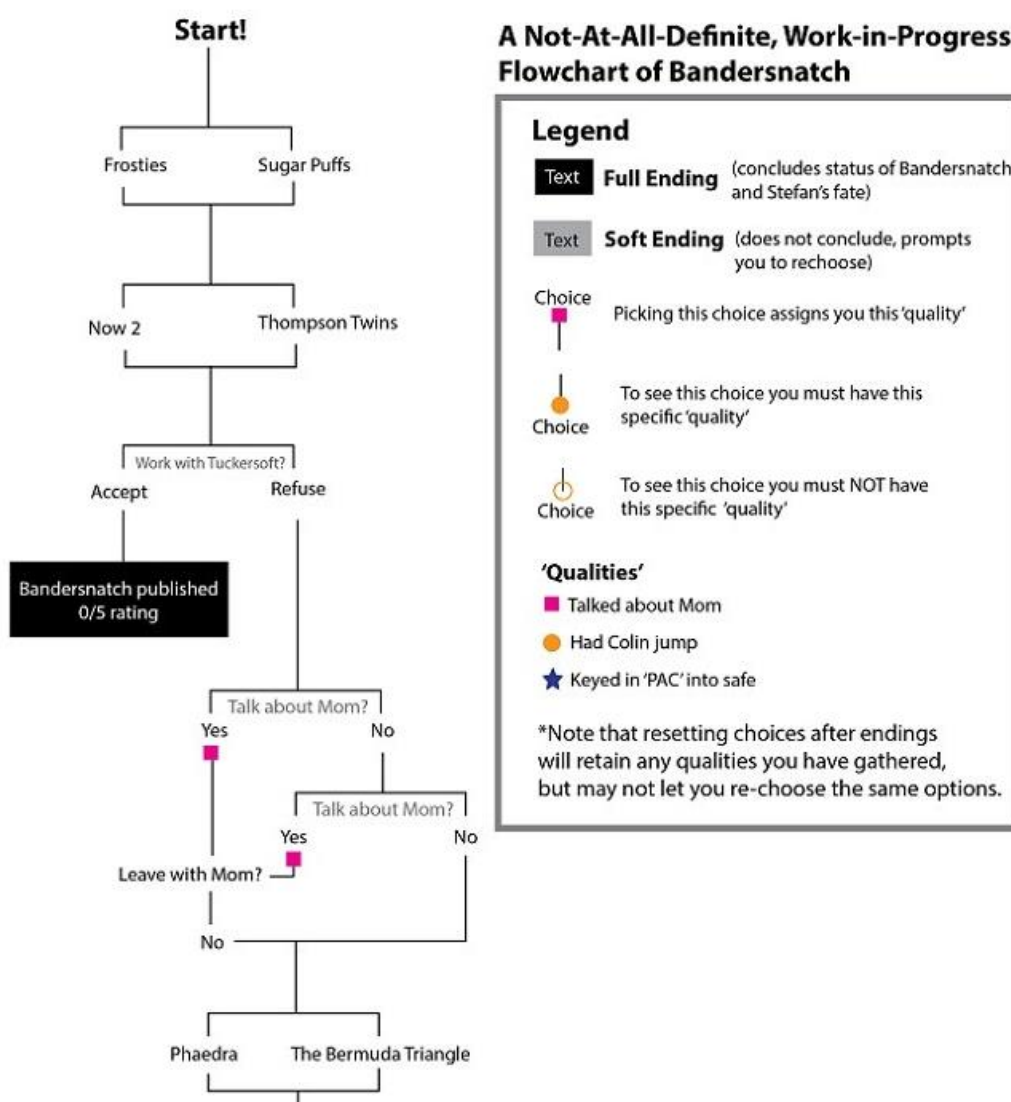 Start!
A Not-At-All-Definite, Work-in-Progress
Flowchart of Bandersnatch
Legend
Text Full Ending (concludes status of Bandersnatch
and Stefan's fate)
Text Soft Ending (does not conclude, prompts
you to rechoose)
Choice
Picking this choice assigns you this 'quality'
To see this choice you must have this
specific 'quality'
Choice
To see this choice you must NOT have
this specific 'quality'
Choice
'Qualities'
Talked about Mom
Had Colin jump
Keyed in 'PAC' into safe
*Note that resetting choices after endings
will retain any qualities you have gathered,
but may not let you re-choose the same options.
Frosties Sugar Puffs
Now 2 Thompson Twins
Work with Tuckersoft?
Accept Refuse
Bandersnatch published
0/5 rating
Talk about Mom?
Yes No
Talk about Mom?
Yes No
Leave with Mom?
No
Phaedra The Bermuda Triangle